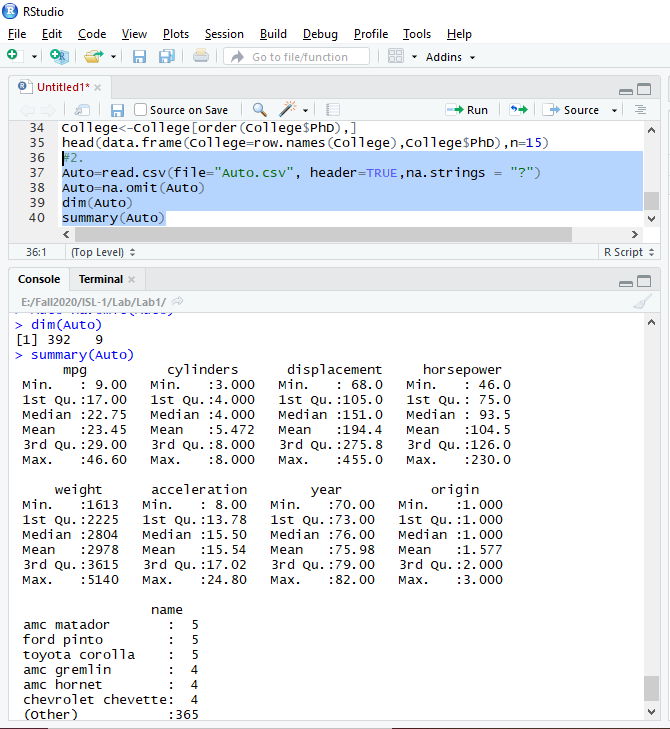 RStudio
File Edit Code View Plots Session Build Debug Profile Tools Help
Go to file/function Addins
Untitled1* ×
Source on Save Run Source
34 College<-College[order(College$PhD),]
35 head(data.frame(College=row.names(College),College$PhD),n=15)
36 #2.
37 Auto=read.csv(file="Auto.csv", header=TRUE,na.strings = "?")
38 Auto=na.omit(Auto)
39 dim(Auto)
40 summary(Auto)
36:1 (Top Level) R Script
Console Terminal ×
E:/Fall2020/ISL-1/Lab/Lab1/
> dim(Auto)
[1] 392 9
> summary(Auto)
mpg cylinders displacement horsepower
Min. : 9.00 Min. :3.000 Min. : 68.0 Min. : 46.0
1st Qu.:17.00 1st Qu.:4.000 1st Qu.:105.0 1st Qu.: 75.0
Median :22.75 Median :4.000 Median :151.0 Median : 93.5
Mean :23.45 Mean :5.472 Mean :194.4 Mean :104.5
3rd Qu.:29.00 3rd Qu.:8.000 3rd Qu.:275.8 3rd Qu.:126.0
Max. :46.60 Max. :8.000 Max. :455.0 Max. :230.0
weight acceleration year origin
Min. :1613 Min. : 8.00 Min. :70.00 Min. :1.000
1st Qu.:2225 1st Qu.:13.78 1st Qu.:73.00 1st Qu.:1.000
Median :2804 Median :15.50 Median :76.00 Median :1.000
Mean :2978 Mean :15.54 Mean :75.98 Mean :1.577
3rd Qu.:3615 3rd Qu.:17.02 3rd Qu.:79.00 3rd Qu.:2.000
Max. :5140 Max. :24.80 Max. :82.00 Max. :3.000
name
amc matador : 5
ford pinto : 5
toyota corolla : 5
amc gremlin : 4
amc hornet : 4
chevrolet chevette: 4
(Other) :365